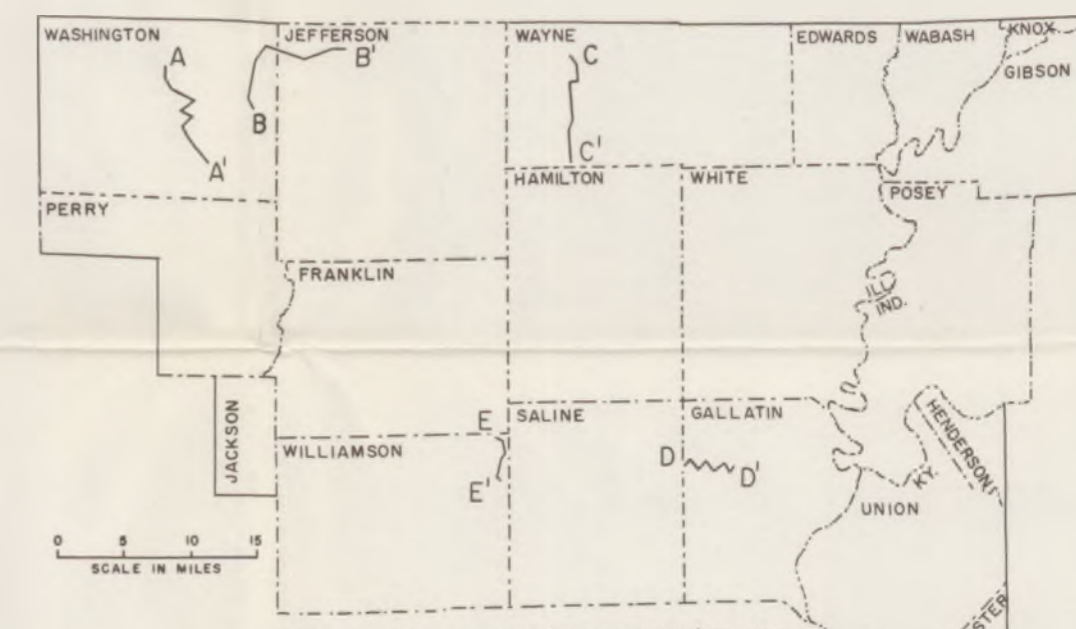 WASHINGTON
JEFFERSON
WAYNE
EDWARDS
WABASH
KNOX
GIBSON
A
B'
C
B
A'
C'
HAMILTON
WHITE
POSEY
PERRY
FRANKLIN
ILL.
IND.
JACKSON
SALINE
GALLATIN
HENDERSON
E
WILLIAMSON
D
D'
E'
KY.
UNION
0 5 10 15
SCALE IN MILES